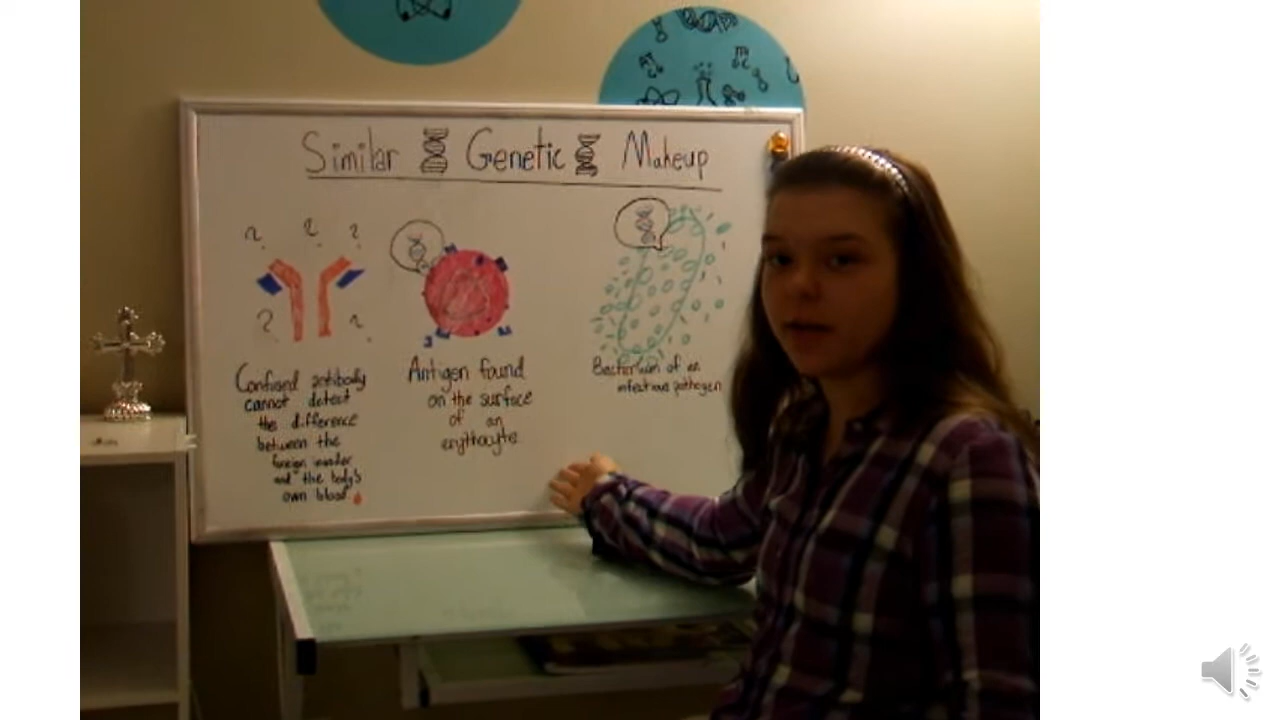 Similar Genetic Makeup
? ? ?
? ?
Confused antibody
cannot detect
the difference
between the
foreign invader
and the body's
own blood.
Antigen found
on the surface
of an
erythocyte
Bacterium of an
infectious pathogen